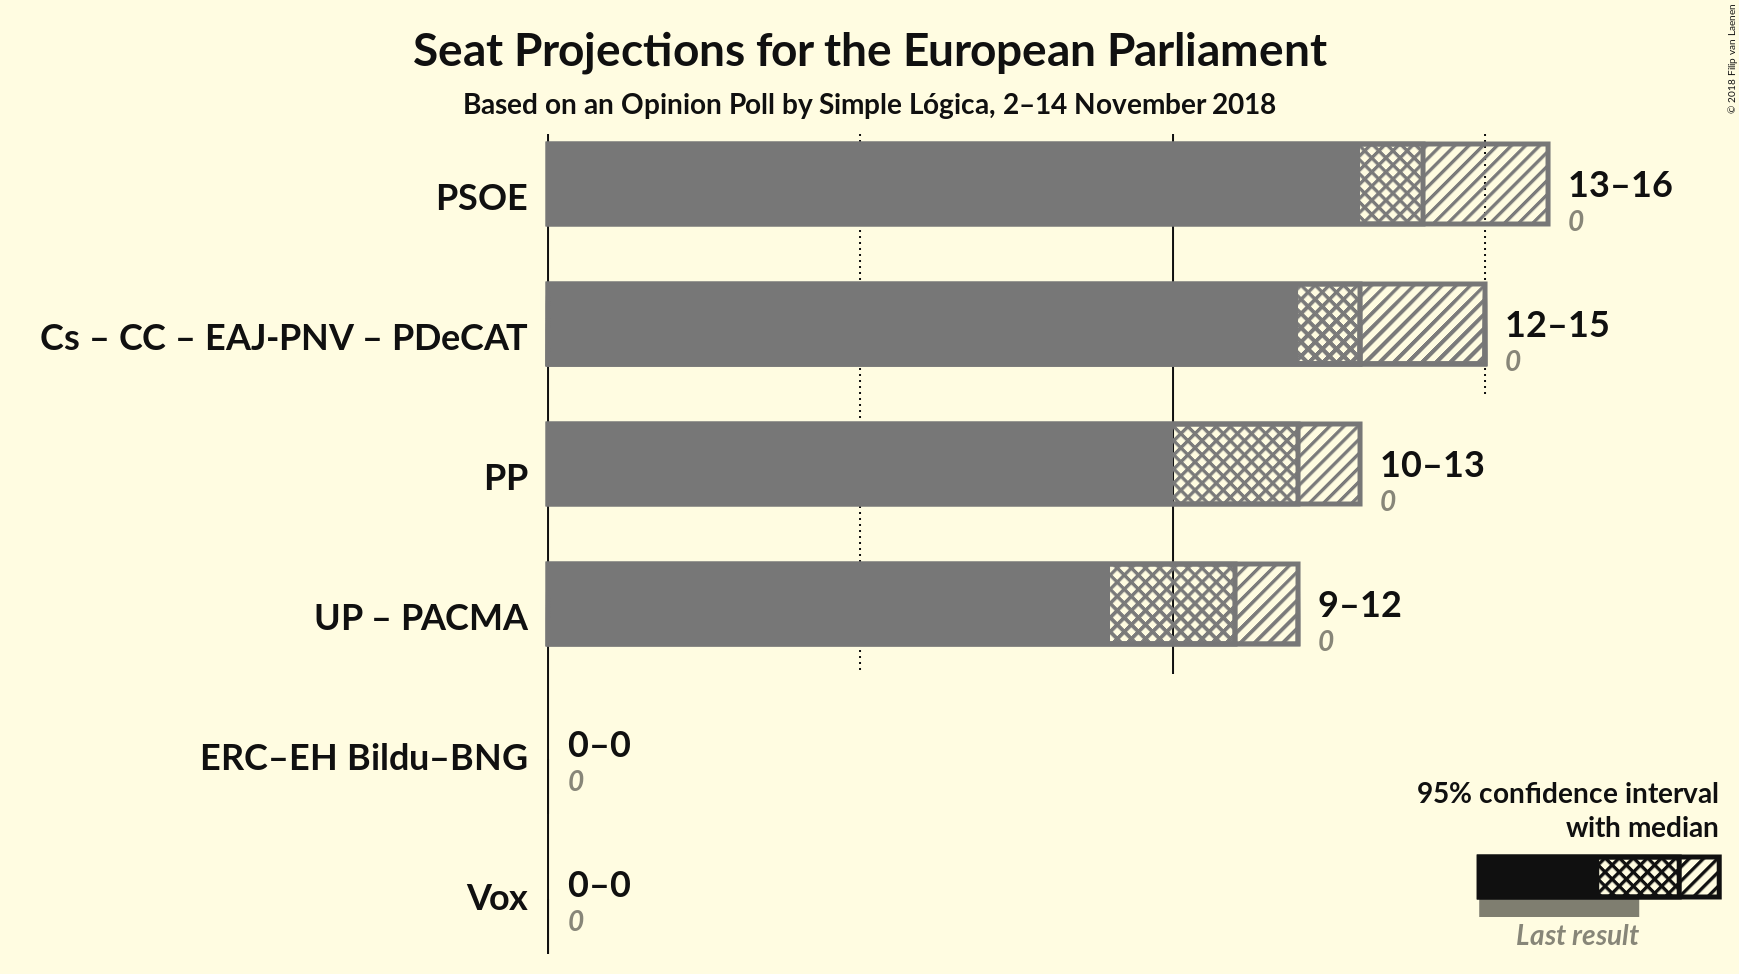 Seat Projections for the European Parliament
Based on an Opinion Poll by Simple Lógica, 2–14 November 2018
© 2018 Filip van Laenen
PSOE
13–16
0
Cs – CC – EAJ-PNV – PDeCAT
12–15
0
PP
10–13
0
UP – PACMA
9–12
0
ERC–EH Bildu–BNG
0–0
0
Vox
0–0
0
95% confidence interval
with median
Last result